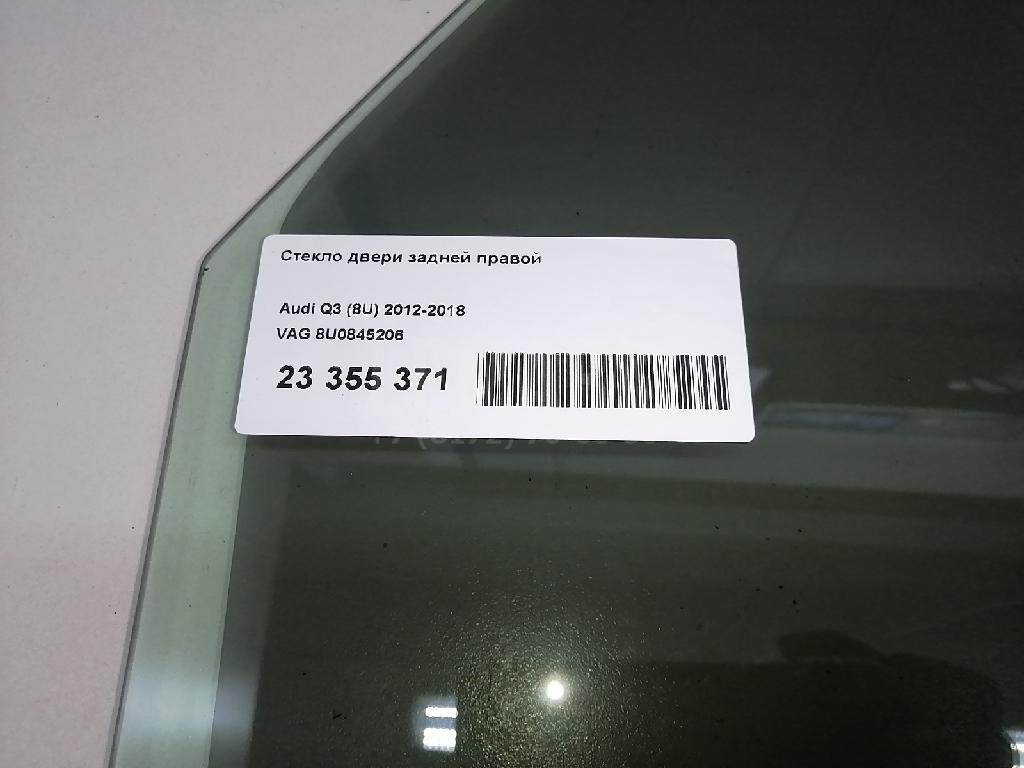 Стекло двери задней правой
Audi Q3 (8U) 2012-2018
VAG 8U0845206
23 355 371